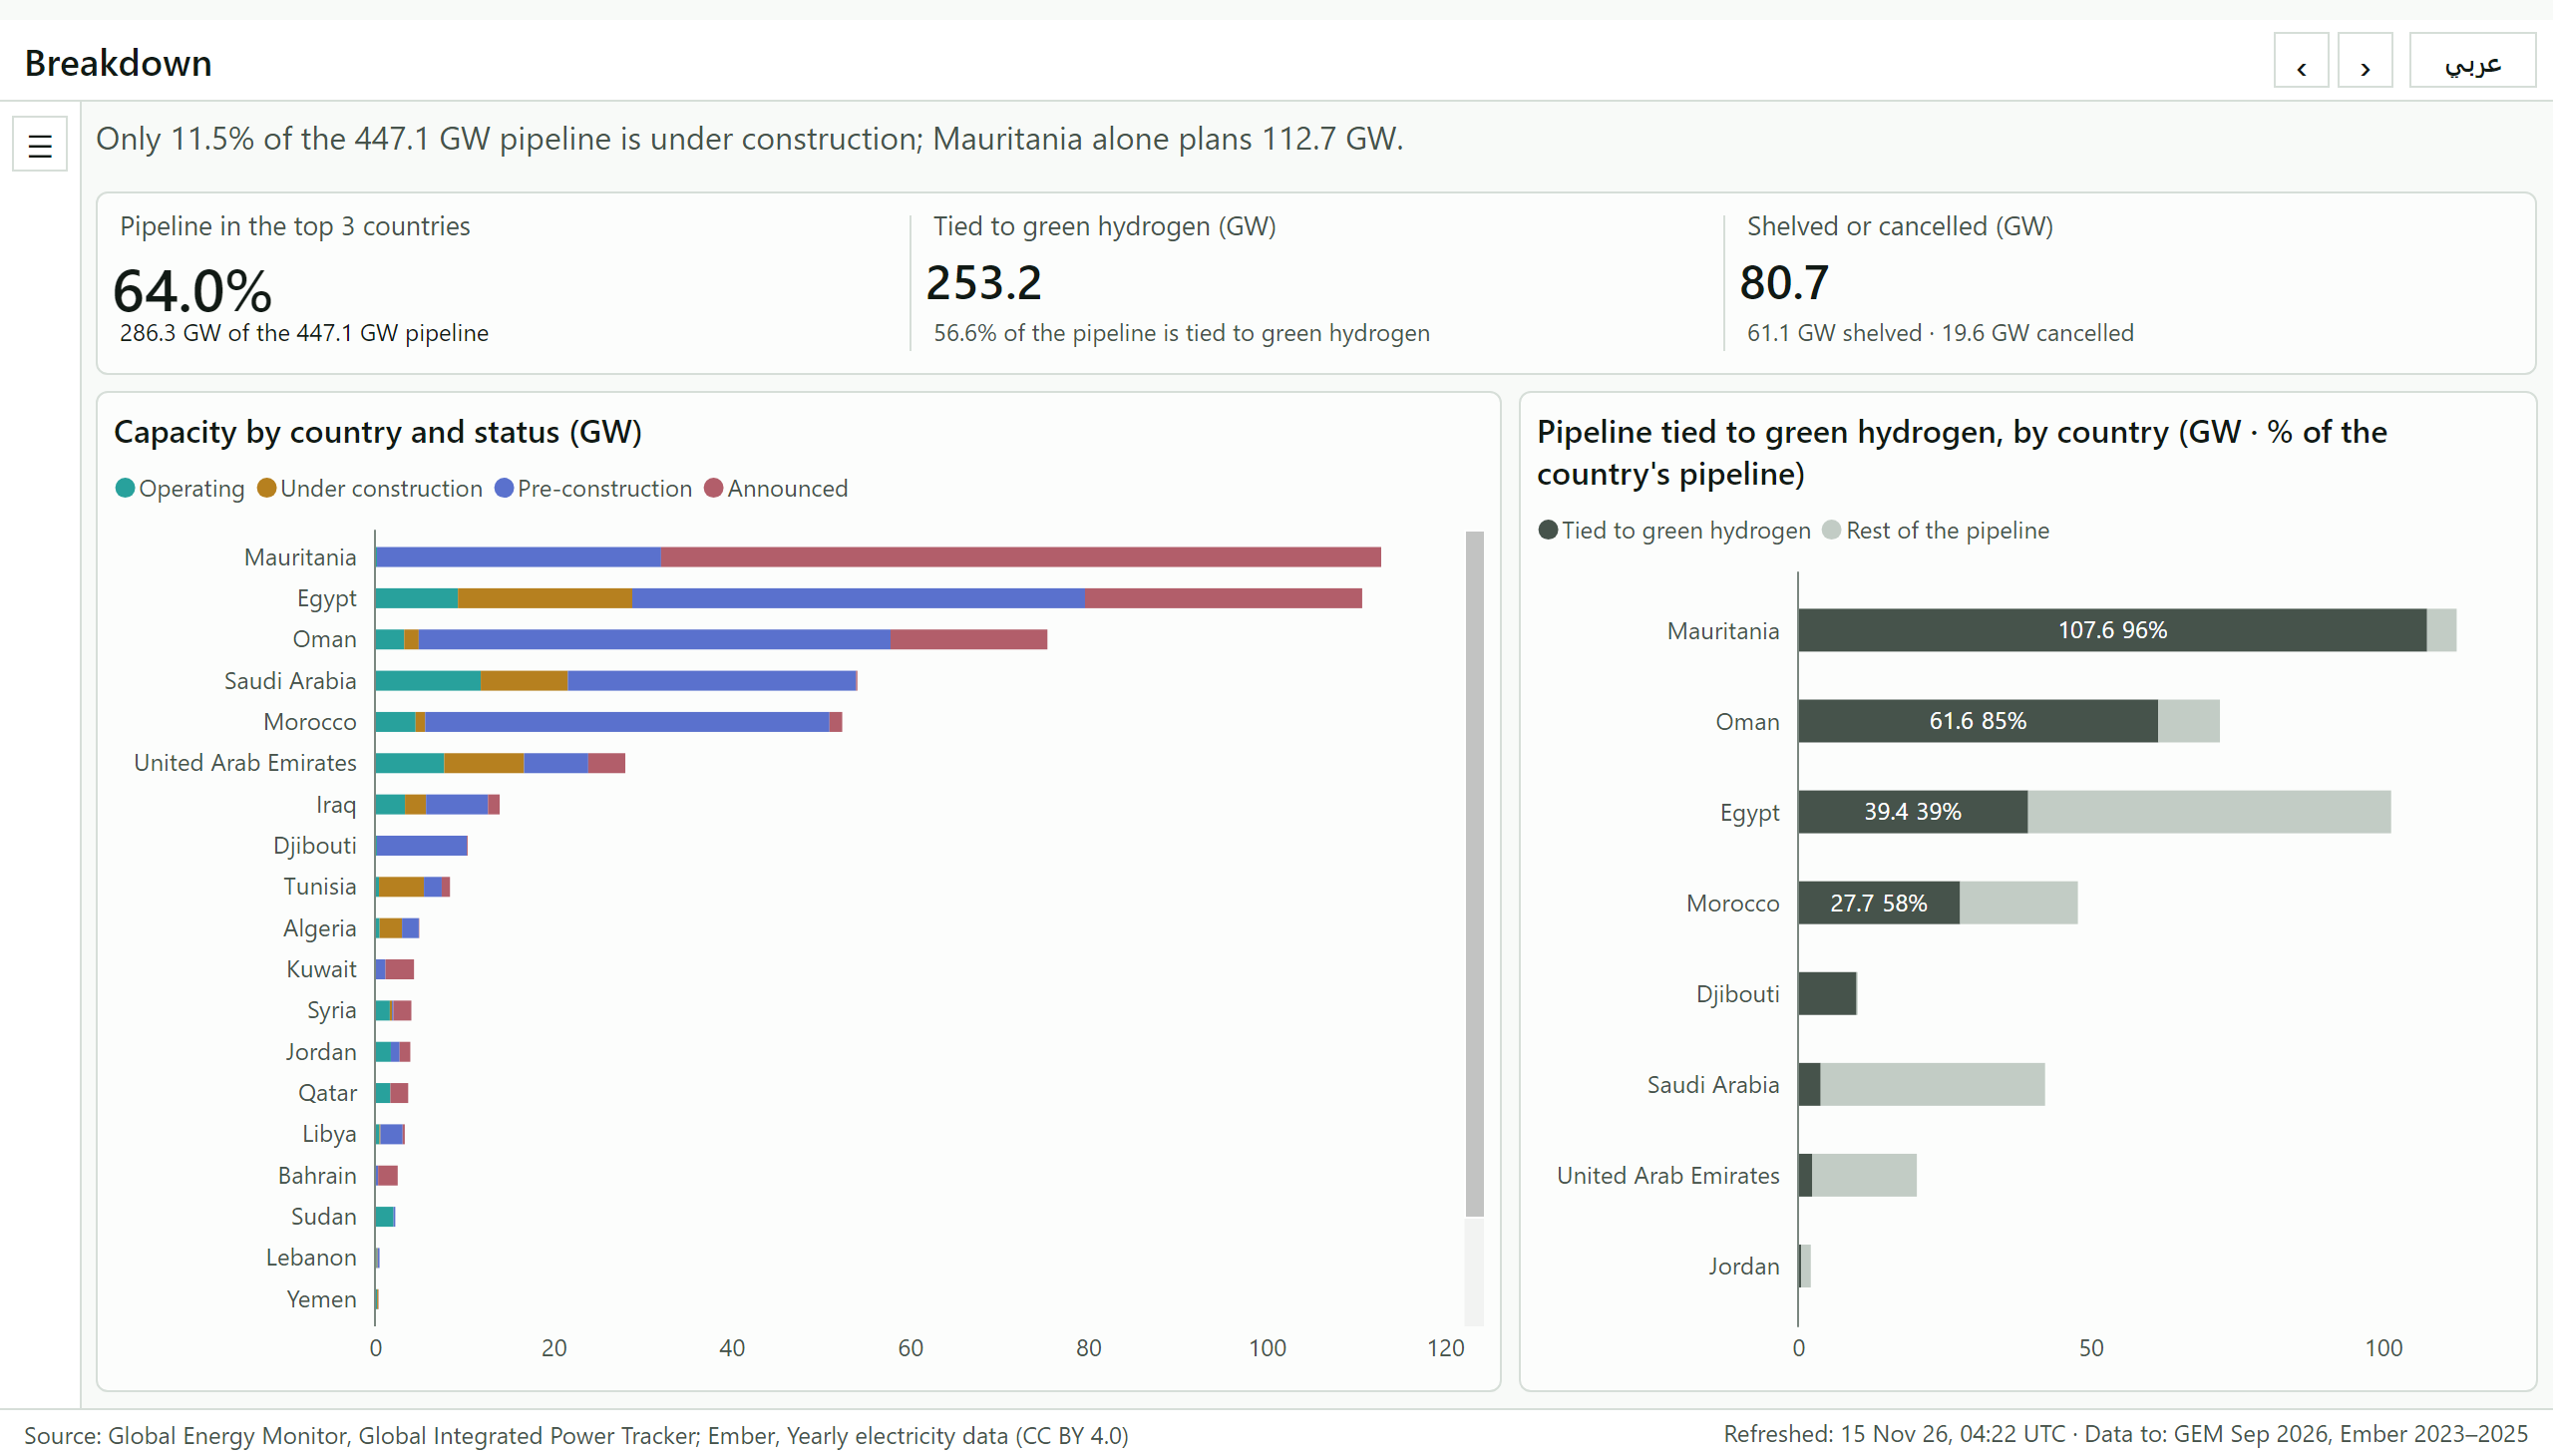 Breakdown
‹
›
عربي
☰
Only 11.5% of the 447.1 GW pipeline is under construction; Mauritania alone plans 112.7 GW.
Pipeline in the top 3 countries
64.0%
286.3 GW of the 447.1 GW pipeline
Tied to green hydrogen (GW)
253.2
56.6% of the pipeline is tied to green hydrogen
Shelved or cancelled (GW)
80.7
61.1 GW shelved · 19.6 GW cancelled
Capacity by country and status (GW)
Operating Under construction Pre-construction Announced
Mauritania
Egypt
Oman
Saudi Arabia
Morocco
United Arab Emirates
Iraq
Djibouti
Tunisia
Algeria
Kuwait
Syria
Jordan
Qatar
Libya
Bahrain
Sudan
Lebanon
Yemen
0 20 40 60 80 100 120
Pipeline tied to green hydrogen, by country (GW · % of the
country's pipeline)
Tied to green hydrogen Rest of the pipeline
Mauritania 107.6 96%
Oman 61.6 85%
Egypt 39.4 39%
Morocco 27.7 58%
Djibouti
Saudi Arabia
United Arab Emirates
Jordan
0 50 100
Source: Global Energy Monitor, Global Integrated Power Tracker; Ember, Yearly electricity data (CC BY 4.0)
Refreshed: 15 Nov 26, 04:22 UTC · Data to: GEM Sep 2026, Ember 2023–2025